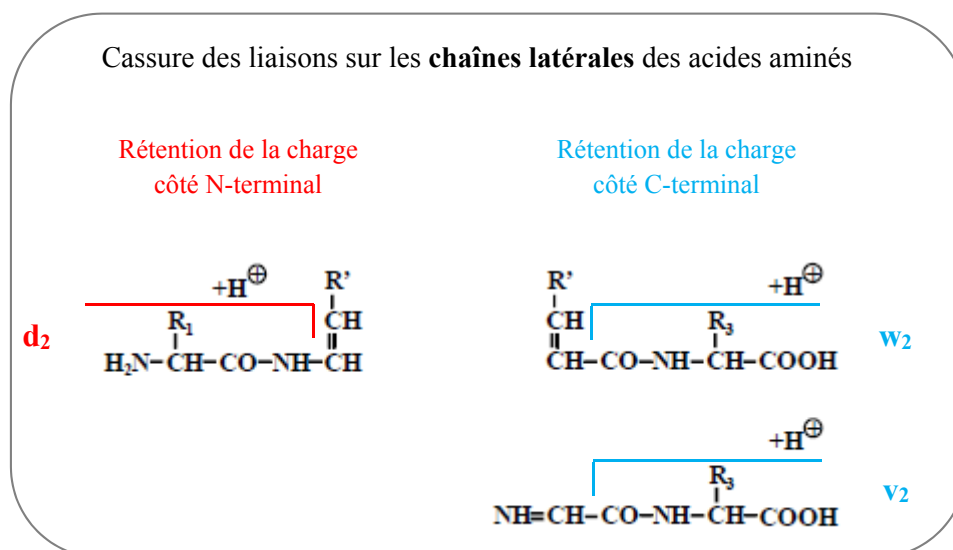 Cassure des liaisons sur les chaînes latérales des acides aminés
Rétention de la charge
côté N-terminal
+H⊕
R'
R₁
CH
d₂
H₂N–CH–CO–NH–CH
Rétention de la charge
côté C-terminal
+H⊕
R'
CH
R₃
CH–CO–NH–CH–COOH
w₂
+H⊕
R₃
NH=CH–CO–NH–CH–COOH
v₂